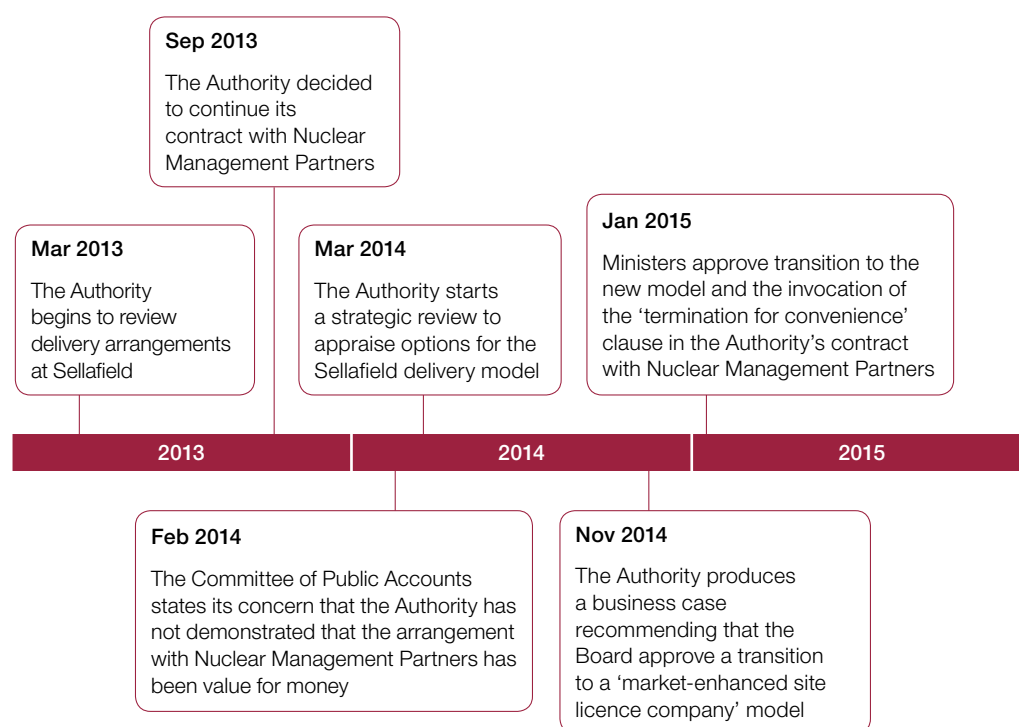 Sep 2013
The Authority decided
to continue its
contract with Nuclear
Management Partners
Mar 2013
The Authority
begins to review
delivery arrangements
at Sellafield
Mar 2014
The Authority starts
a strategic review to
appraise options for the
Sellafield delivery model
Jan 2015
Ministers approve transition to the
new model and the invocation of
the ‘termination for convenience’
clause in the Authority’s contract
with Nuclear Management Partners
2013
2014
2015
Feb 2014
The Committee of Public Accounts
states its concern that the Authority has
not demonstrated that the arrangement
with Nuclear Management Partners has
been value for money
Nov 2014
The Authority produces
a business case
recommending that the
Board approve a transition
to a ‘market-enhanced site
licence company’ model